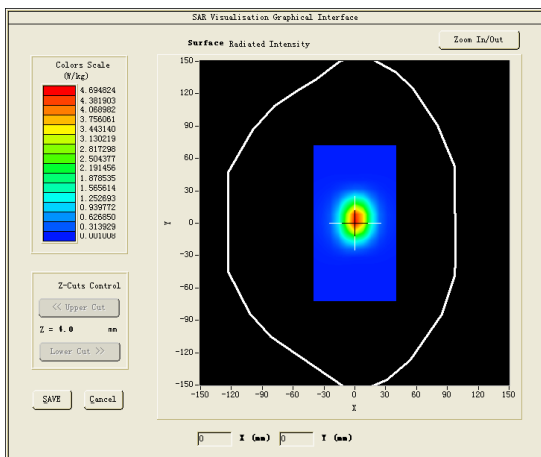 SAR Visualisation Graphical Interface
Surface Radiated Intensity
Zoom In/Out
Colors Scale
(W/kg)
4.694824
4.381903
4.068982
3.756061
3.443140
3.130219
2.817298
2.504377
2.191456
1.878535
1.565614
1.252693
0.939772
0.626850
0.313929
0.001008
Z-Cuts Control
<< Upper Cut
Z = 4.0 mm
Lower Cut >>
SAVE Cancel
150
120
90
60
30
0
-30
-60
-90
-120
-150
Y
-150 -120 -90 -60 -30 0 30 60 90 120 150
X
0 X (mm) 0 Y (mm)